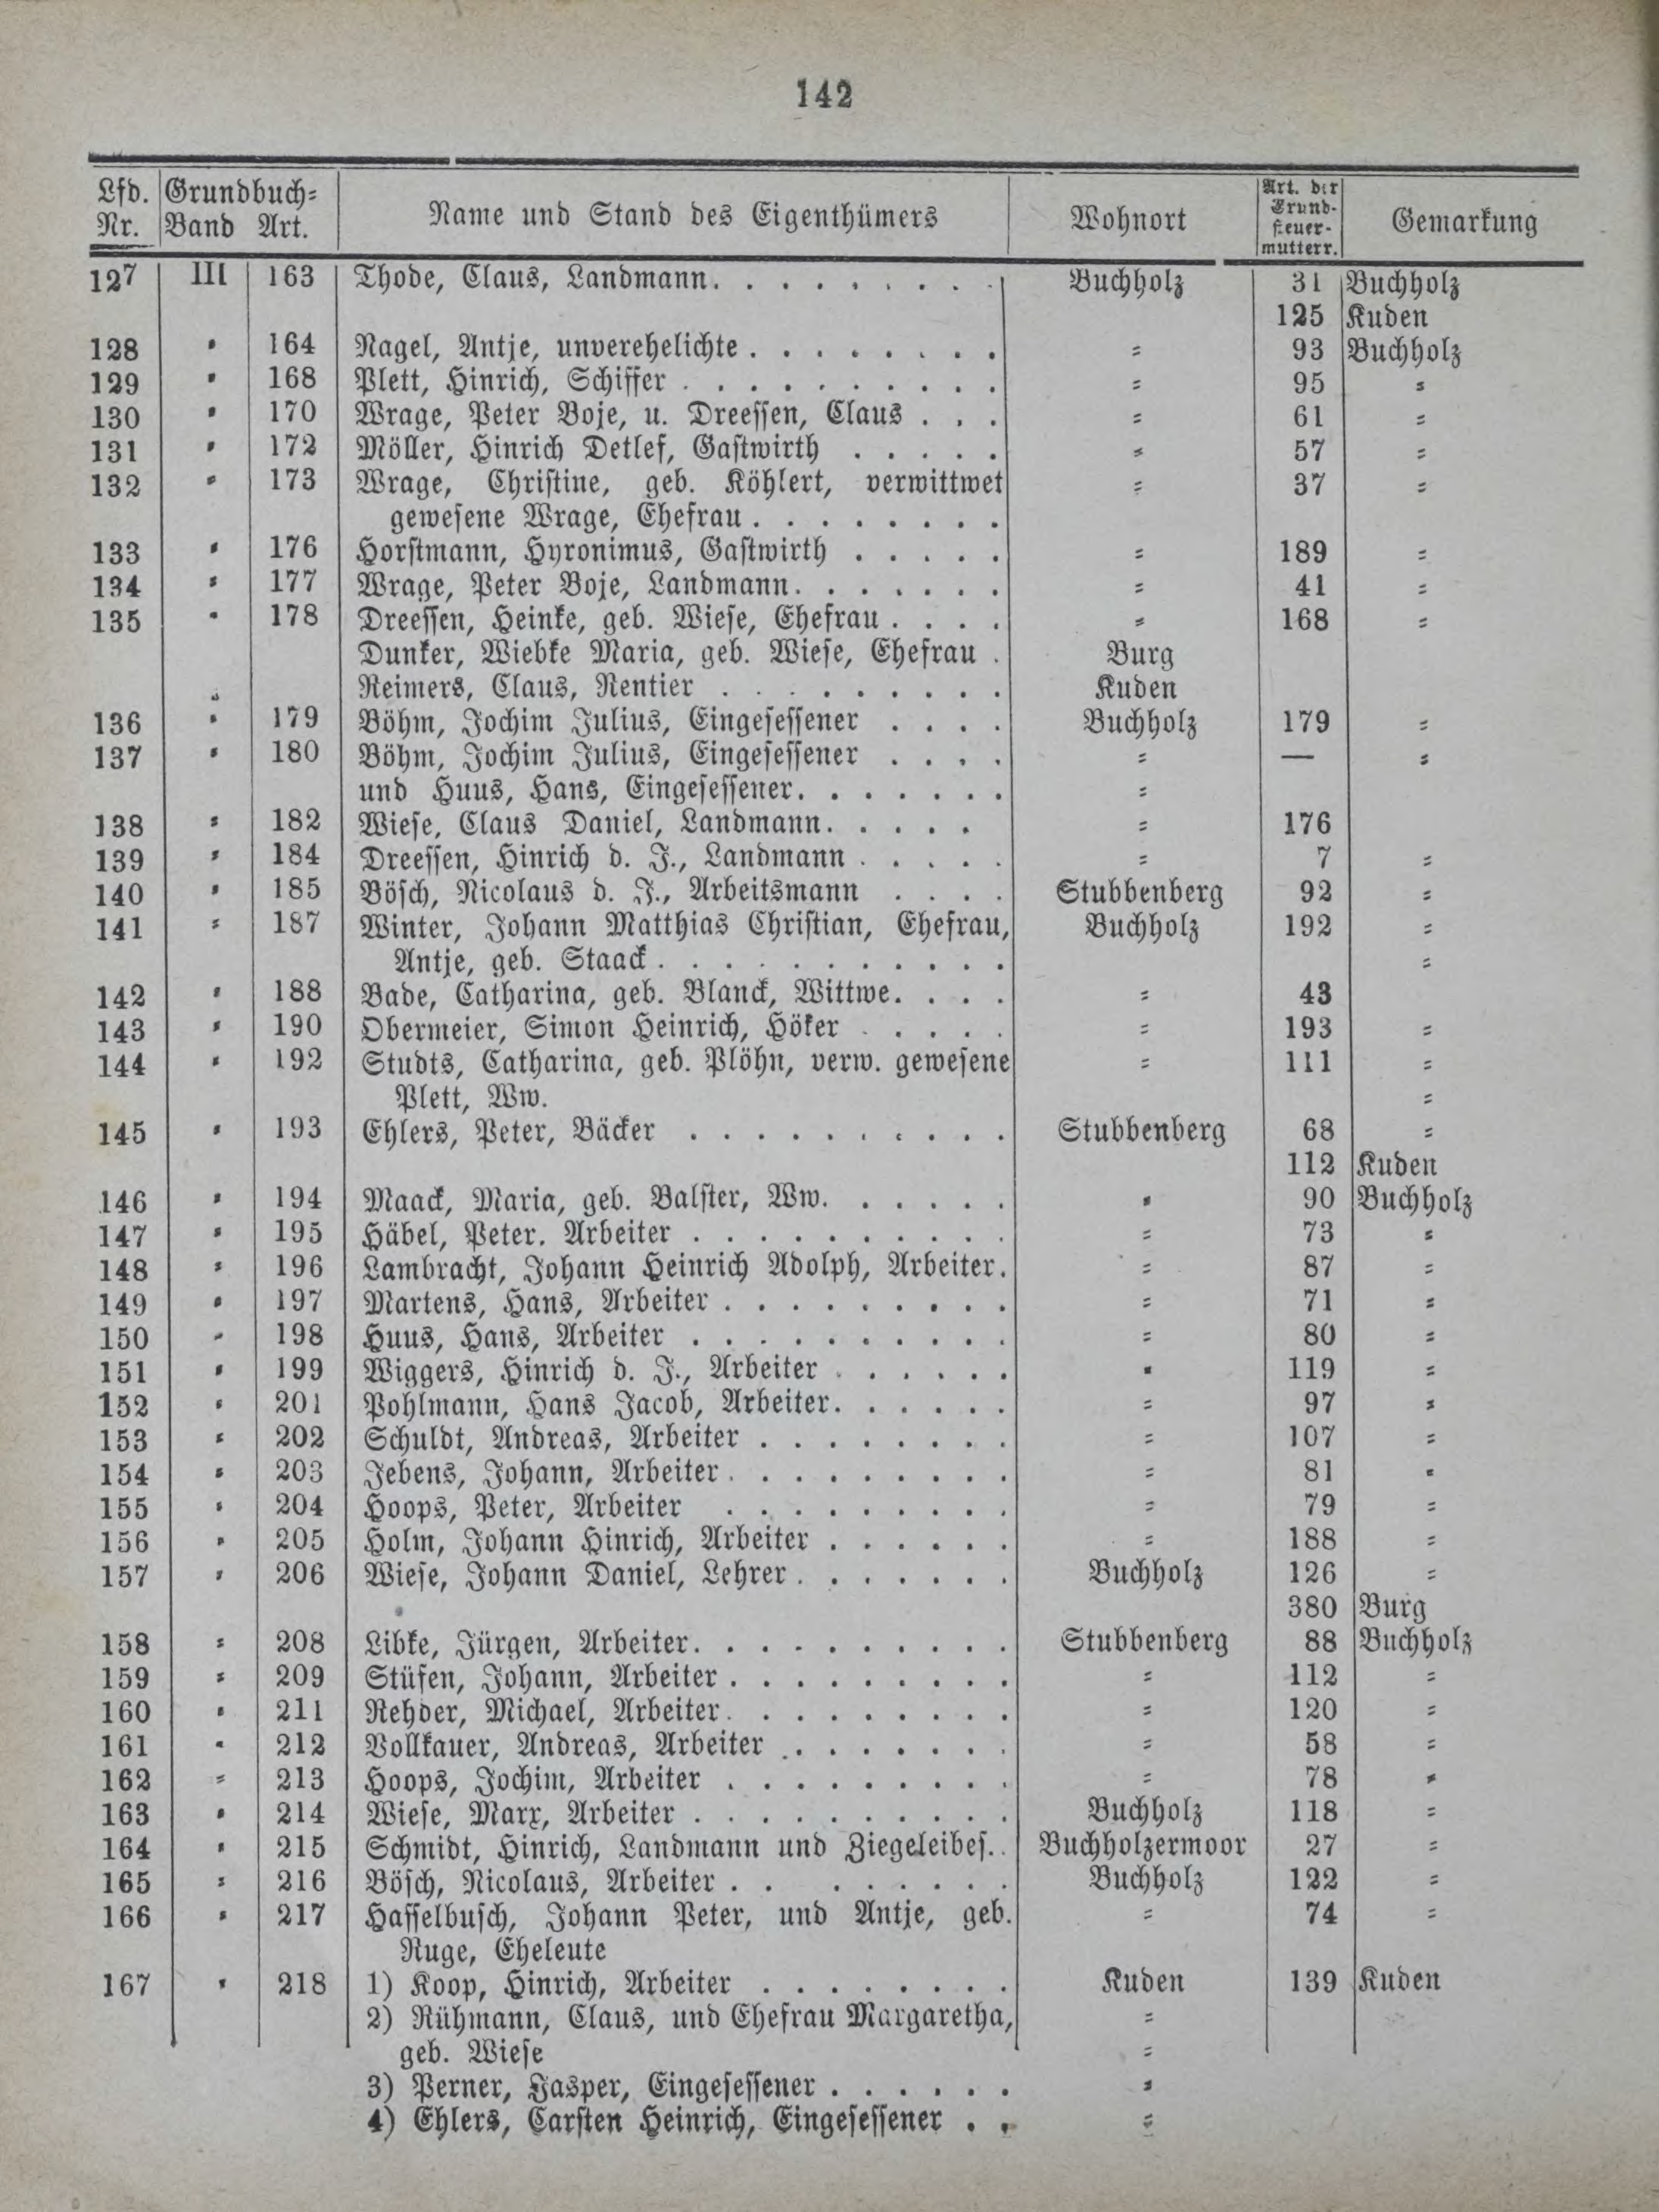 142
Lfd. Nr. Grundbuch= Band Art. Name und Stand des Eigenthümers Wohnort Art. der Grund- steuer- mutterr. Gemarkung
127 III 163 Thode, Claus, Landmann. . . . . . . . . Buchholz 31 Buchholz
125 Kuden
128 " 164 Nagel, Antje, unverehelichte . . . . . . . . = 93 Buchholz
129 " 168 Plett, Hinrich, Schiffer . . . . . . . . . . = 95 =
130 " 170 Wrage, Peter Boje, u. Dreessen, Claus . . . = 61 =
131 " 172 Möller, Hinrich Detlef, Gastwirth . . . . . = 57 =
132 " 173 Wrage, Christine, geb. Köhlert, verwittwet = 37 =
gewesene Wrage, Ehefrau . . . . . . . .
133 " 176 Horstmann, Hyronimus, Gastwirth . . . . . = 189 =
134 " 177 Wrage, Peter Boje, Landmann. . . . . . . = 41 =
135 " 178 Dreessen, Heinke, geb. Wiese, Ehefrau . . . . = 168 =
Dunker, Wiebke Maria, geb. Wiese, Ehefrau . Burg
Reimers, Claus, Rentier . . . . . . . . . Kuden
136 " 179 Böhm, Jochim Julius, Eingesessener . . . . Buchholz 179 =
137 " 180 Böhm, Jochim Julius, Eingesessener . . . . = — =
und Huus, Hans, Eingesessener. . . . . . . =
138 " 182 Wiese, Claus Daniel, Landmann. . . . . = 176
139 " 184 Dreessen, Hinrich d. J., Landmann . . . . . = 7 =
140 " 185 Bösch, Nicolaus d. J., Arbeitsmann . . . . Stubbenberg 92 =
141 " 187 Winter, Johann Matthias Christian, Ehefrau, Buchholz 192 =
Antje, geb. Staack . . . . . . . . . . . =
142 " 188 Bade, Catharina, geb. Blanck, Wittwe. . . . = 43
143 " 190 Obermeier, Simon Heinrich, Höker . . . . . = 193 =
144 " 192 Studts, Catharina, geb. Plöhn, verw. gewesene = 111 =
Plett, Ww. =
145 " 193 Ehlers, Peter, Bäcker . . . . . . . . . . Stubbenberg 68 =
112 Kuden
146 " 194 Maack, Maria, geb. Balster, Ww. . . . . . " 90 Buchholz
147 " 195 Häbel, Peter. Arbeiter . . . . . . . . . . = 73 =
148 " 196 Lambracht, Johann Heinrich Adolph, Arbeiter. = 87 =
149 " 197 Martens, Hans, Arbeiter . . . . . . . . . = 71 =
150 " 198 Huus, Hans, Arbeiter . . . . . . . . . . = 80 =
151 " 199 Wiggers, Hinrich d. J., Arbeiter . . . . . . " 119 =
152 " 201 Pohlmann, Hans Jacob, Arbeiter. . . . . . = 97 =
153 " 202 Schuldt, Andreas, Arbeiter . . . . . . . . = 107 =
154 " 203 Jebens, Johann, Arbeiter . . . . . . . . . = 81 "
155 " 204 Hoops, Peter, Arbeiter . . . . . . . . . = 79 =
156 " 205 Holm, Johann Hinrich, Arbeiter . . . . . . = 188 =
157 " 206 Wiese, Johann Daniel, Lehrer . . . . . . . Buchholz 126 =
380 Burg
158 = 208 Libke, Jürgen, Arbeiter. . . . . . . . . . Stubbenberg 88 Buchholz
159 = 209 Stüfen, Johann, Arbeiter . . . . . . . . . = 112 =
160 " 211 Rehder, Michael, Arbeiter. . . . . . . . . = 120 =
161 " 212 Vollkauer, Andreas, Arbeiter . . . . . . . = 58 =
162 = 213 Hoops, Jochim, Arbeiter . . . . . . . . . = 78 =
163 " 214 Wiese, Marx, Arbeiter . . . . . . . . . . Buchholz 118 =
164 " 215 Schmidt, Hinrich, Landmann und Ziegeleibes. . Buchholzermoor 27 =
165 = 216 Bösch, Nicolaus, Arbeiter . . . . . . . . Buchholz 122 =
166 " 217 Hasselbusch, Johann Peter, und Antje, geb. = 74 =
Ruge, Eheleute
167 " 218 1) Koop, Hinrich, Arbeiter . . . . . . . . Kuden 139 Kuden
2) Rühmann, Claus, und Ehefrau Margaretha, =
geb. Wiese =
3) Perner, Jasper, Eingesessener . . . . . . =
4) Ehlers, Carsten Heinrich, Eingesessener . . =